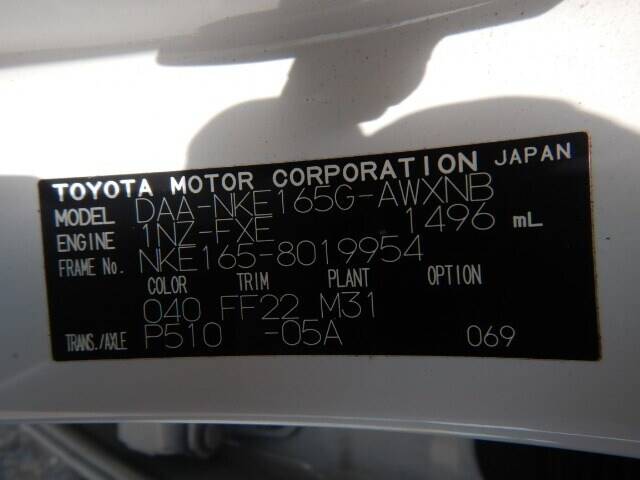 TOYOTA MOTOR CORPORATION JAPAN
MODEL DAA-NKE165G-AWXNB
ENGINE 1NZ-FXE 1496 mL
FRAME No. NKE165-8019954
COLOR TRIM PLANT OPTION
040 FF22 M31
TRANS./AXLE P510 -05A 069